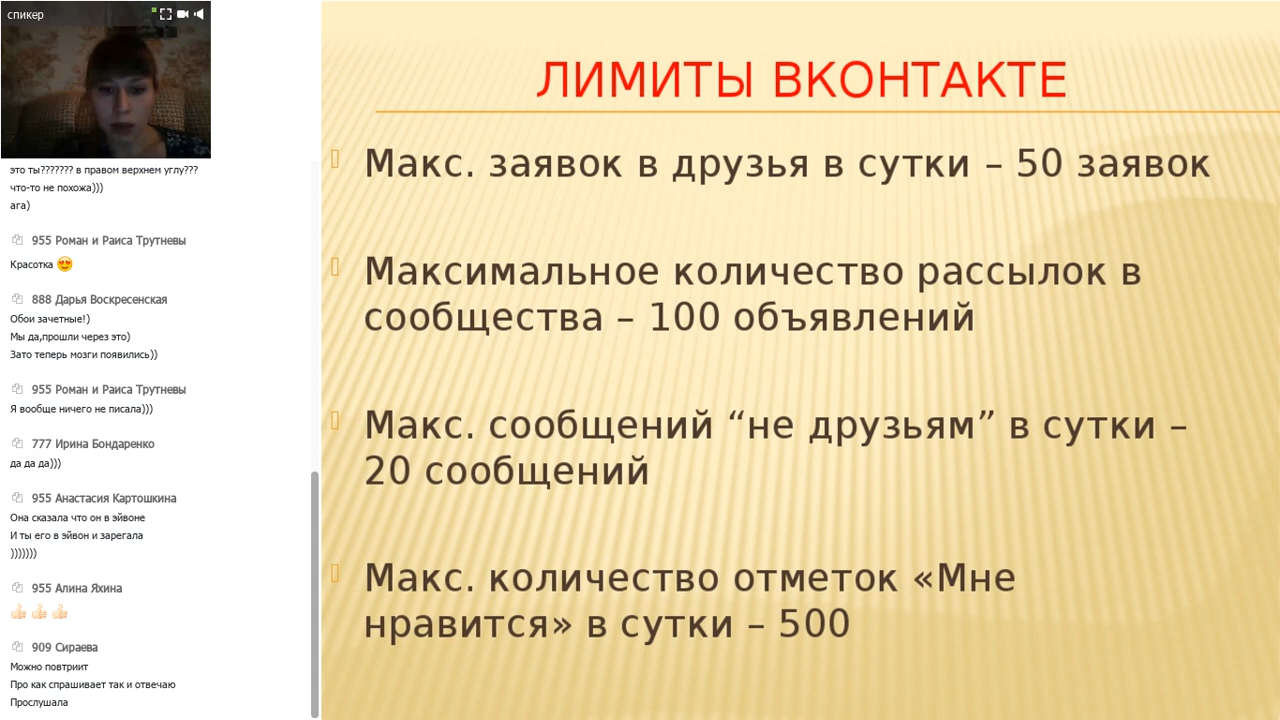 спикер
это ты??????? в правом верхнем углу???
что-то не похожа)))
ага)
955 Роман и Раиса Трутневы
Красотка
888 Дарья Воскресенская
Обои зачетные!)
Мы да,прошли через это)
Зато теперь мозги появились))
955 Роман и Раиса Трутневы
Я вообще ничего не писала)))
777 Ирина Бондаренко
да да да)))
955 Анастасия Картошкина
Она сказала что он в эйвоне
И ты его в эйвон и зарегала
)))))))
955 Алина Яхина
909 Сираева
Можно повтриит
Про как спрашивает так и отвечаю
Прослушала
ЛИМИТЫ ВКОНТАКТЕ
Макс. заявок в друзья в сутки – 50 заявок
Максимальное количество рассылок в
сообщества – 100 объявлений
Макс. сообщений “не друзьям” в сутки –
20 сообщений
Макс. количество отметок «Мне
нравится» в сутки – 500